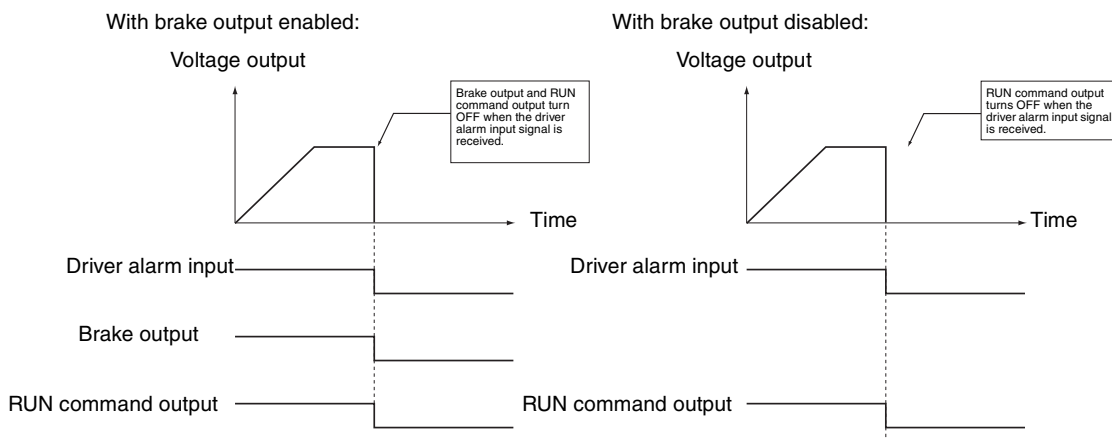 With brake output enabled:
Voltage output
Brake output and RUN
command output turn
OFF when the driver
alarm input signal is
received.
Time
Driver alarm input
Brake output
RUN command output
With brake output disabled:
Voltage output
RUN command output
turns OFF when the
driver alarm input signal
is received.
Time
Driver alarm input
RUN command output